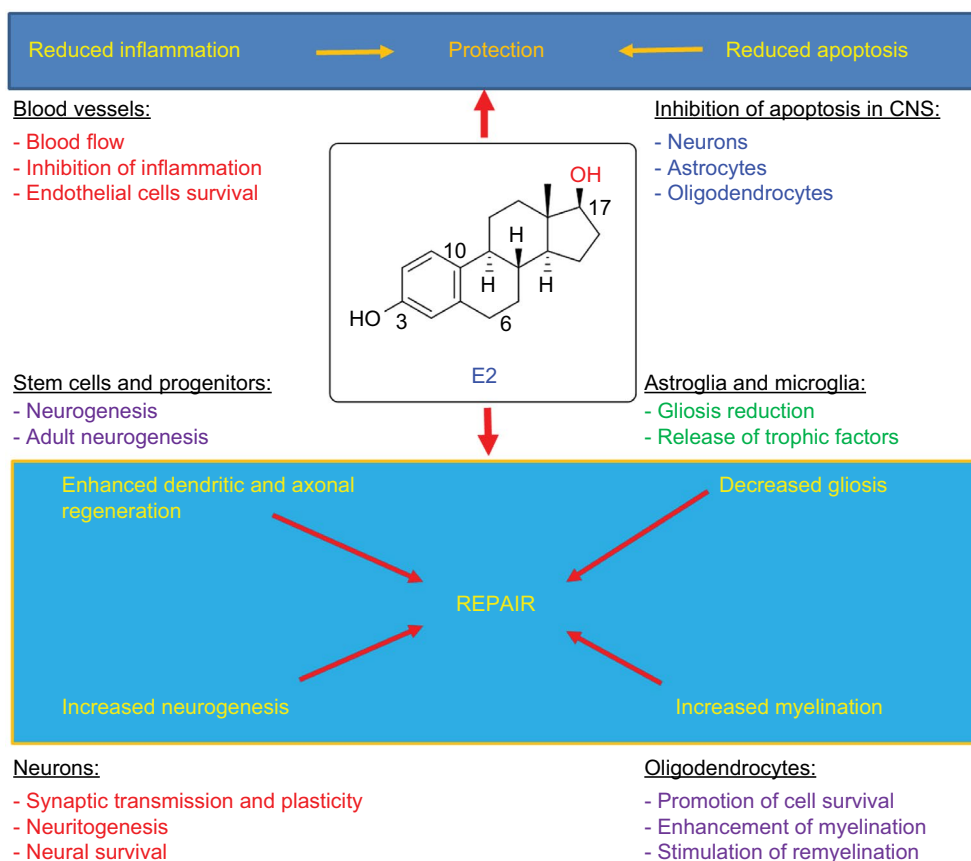 Reduced inflammation
Protection
Reduced apoptosis
Blood vessels:
- Blood flow
- Inhibition of inflammation
- Endothelial cells survival
Inhibition of apoptosis in CNS:
- Neurons
- Astrocytes
- Oligodendrocytes
OH
17
H
10
H
H
HO
3
6
E2
Stem cells and progenitors:
- Neurogenesis
- Adult neurogenesis
Astroglia and microglia:
- Gliosis reduction
- Release of trophic factors
Enhanced dendritic and axonal
regeneration
Decreased gliosis
REPAIR
Increased neurogenesis
Increased myelination
Neurons:
- Synaptic transmission and plasticity
- Neuritogenesis
- Neural survival
Oligodendrocytes:
- Promotion of cell survival
- Enhancement of myelination
- Stimulation of remyelination